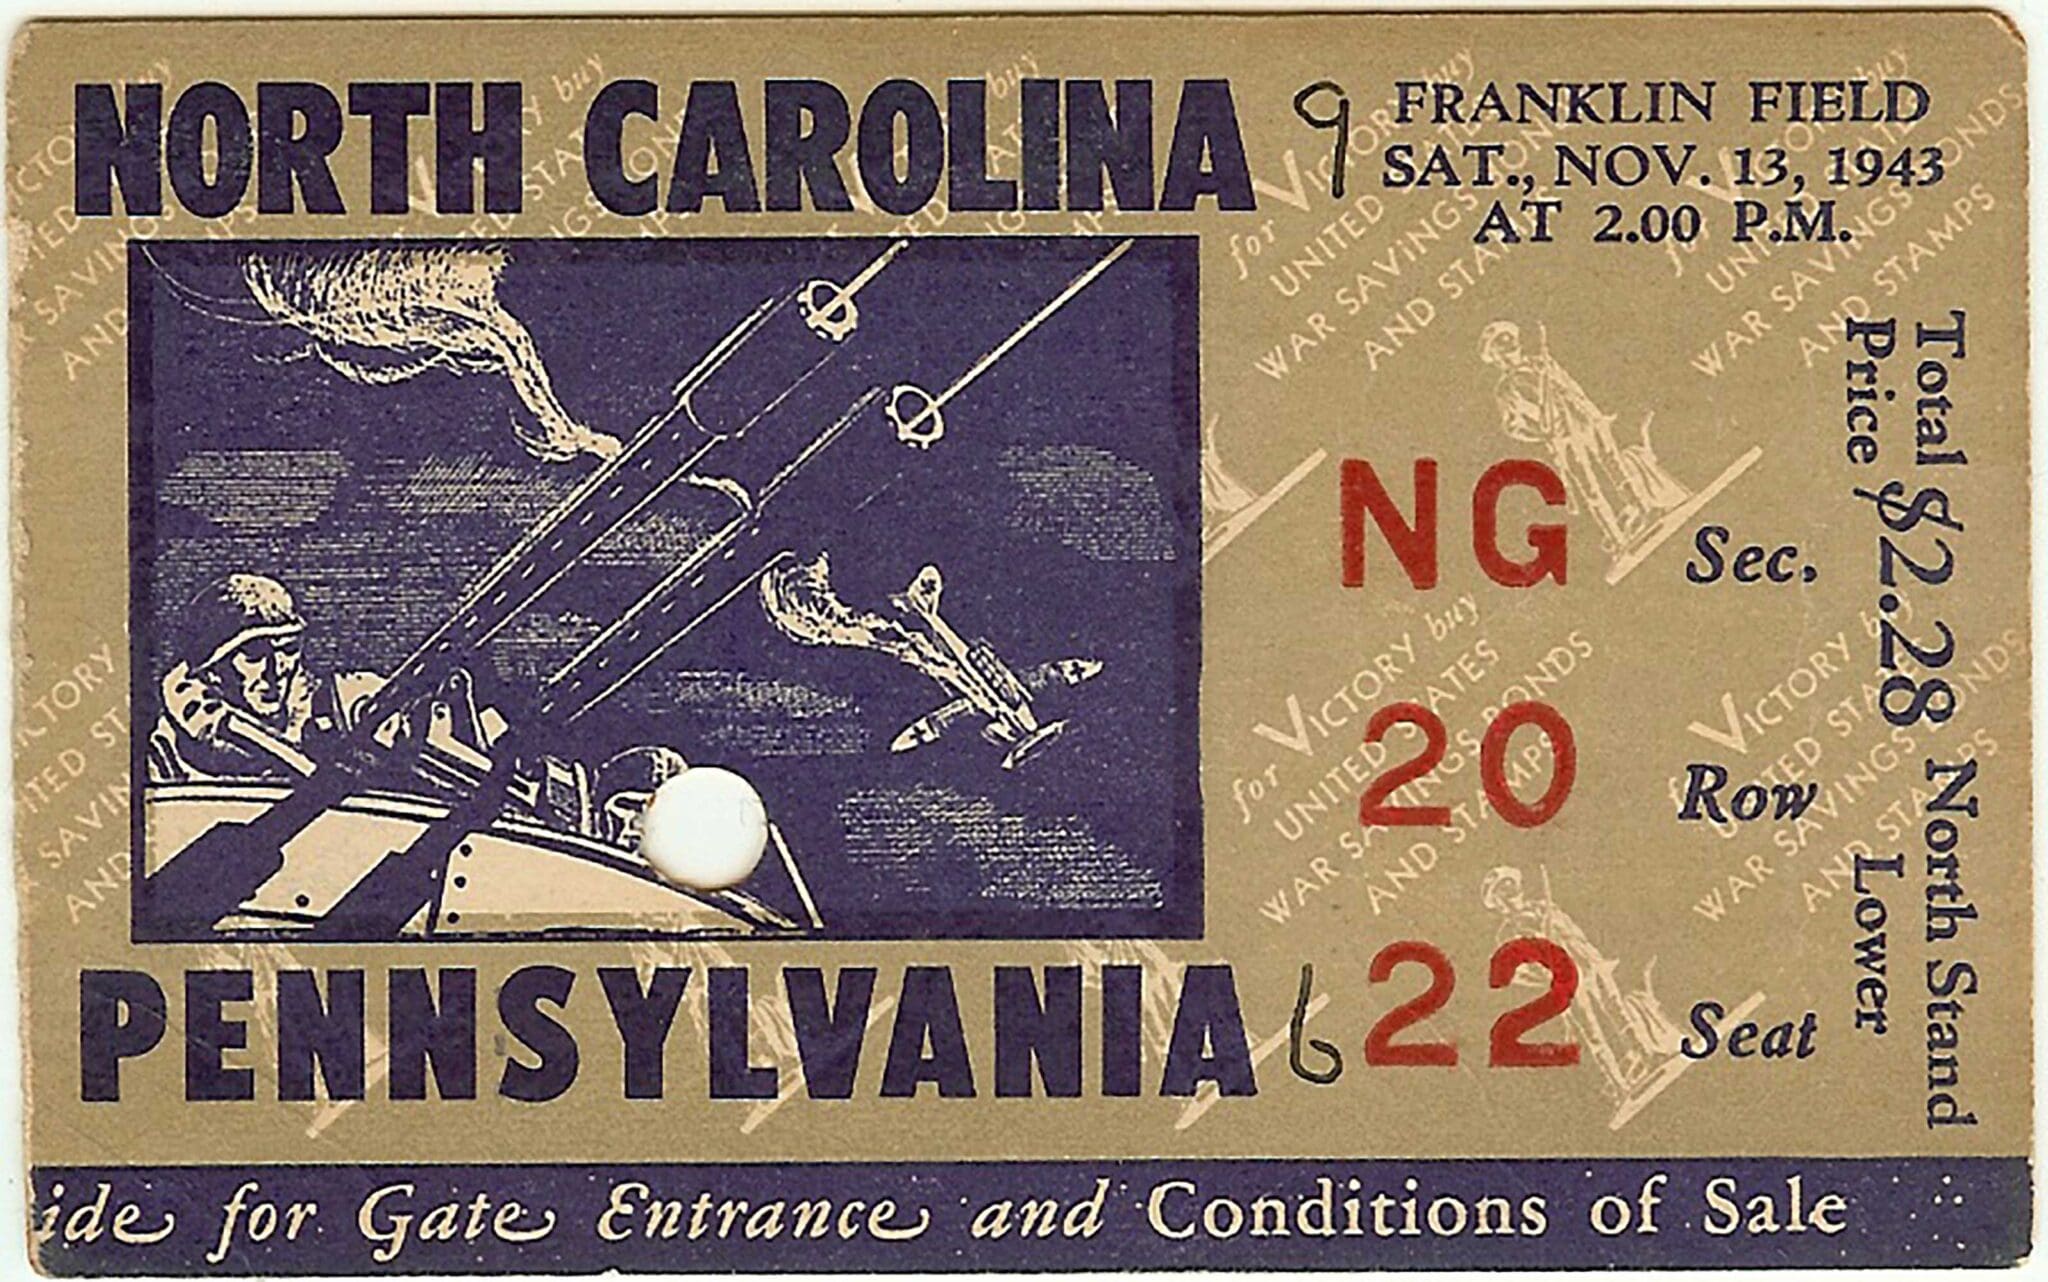 NORTH CAROLINA 9
FRANKLIN FIELD
SAT., NOV. 13, 1943
AT 2.00 P.M.
for VICTORY buy
UNITED STATES
WAR SAVINGS BONDS
AND STAMPS
NG Sec.
20 Row
22 Seat
Total Price $2.28 North Stand Lower
PENNSYLVANIA 6
ide for Gate Entrance and Conditions of Sale